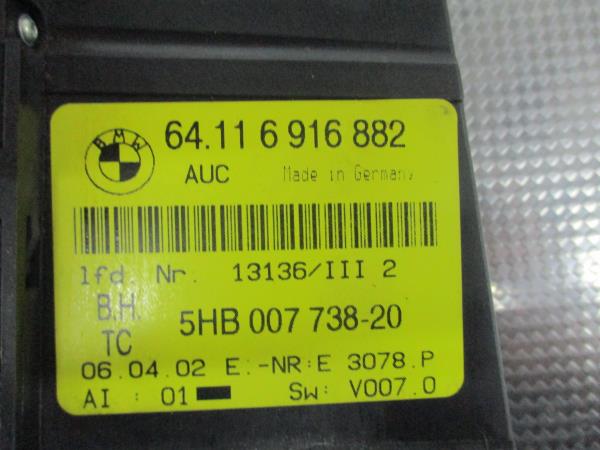 BMW
64.11 6 916 882
AUC Made in Germany
lfd. Nr. 13136/III 2
B.H. 5HB 007 738-20
TC
06.04.02 E.-NR:E 3078.P
AI : 01 SW: V007.0